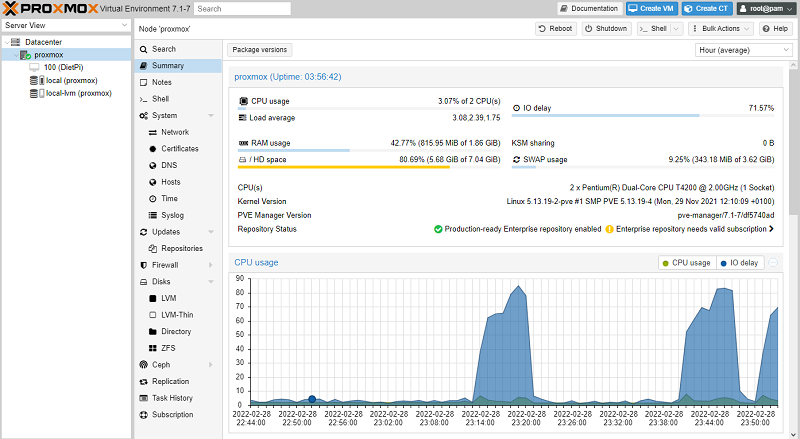 PROXMOX Virtual Environment 7.1-7 Search Documentation Create VM Create CT root@pam
Server View
Node 'proxmox' Reboot Shutdown Shell Bulk Actions Help
Datacenter
proxmox
100 (DietPi)
local (proxmox)
local-lvm (proxmox)
Search
Summary
Notes
Shell
System
Network
Certificates
DNS
Hosts
Time
Syslog
Updates
Repositories
Firewall
Disks
LVM
LVM-Thin
Directory
ZFS
Ceph
Replication
Task History
Subscription
Package versions Hour (average)
proxmox (Uptime: 03:56:42)
CPU usage 3.07% of 2 CPU(s) IO delay 71.57%
Load average 3.08,2.39,1.75
RAM usage 42.77% (815.95 MiB of 1.86 GiB) KSM sharing 0 B
/ HD space 80.69% (5.68 GiB of 7.04 GiB) SWAP usage 9.25% (343.18 MiB of 3.62 GiB)
CPU(s) 2 x Pentium(R) Dual-Core CPU T4200 @ 2.00GHz (1 Socket)
Kernel Version Linux 5.13.19-2-pve #1 SMP PVE 5.13.19-4 (Mon, 29 Nov 2021 12:10:09 +0100)
PVE Manager Version pve-manager/7.1-7/df5740ad
Repository Status Production-ready Enterprise repository enabled Enterprise repository needs valid subscription
CPU usage CPU usage IO delay
90
80
70
60
50
40
30
20
10
0
2022-02-28 2022-02-28 2022-02-28 2022-02-28 2022-02-28 2022-02-28 2022-02-28 2022-02-28 2022-02-28 2022-02-28 2022-02-28 2022-02-28
22:44:00 22:50:00 22:56:00 23:02:00 23:08:00 23:14:00 23:20:00 23:26:00 23:32:00 23:38:00 23:44:00 23:50:00